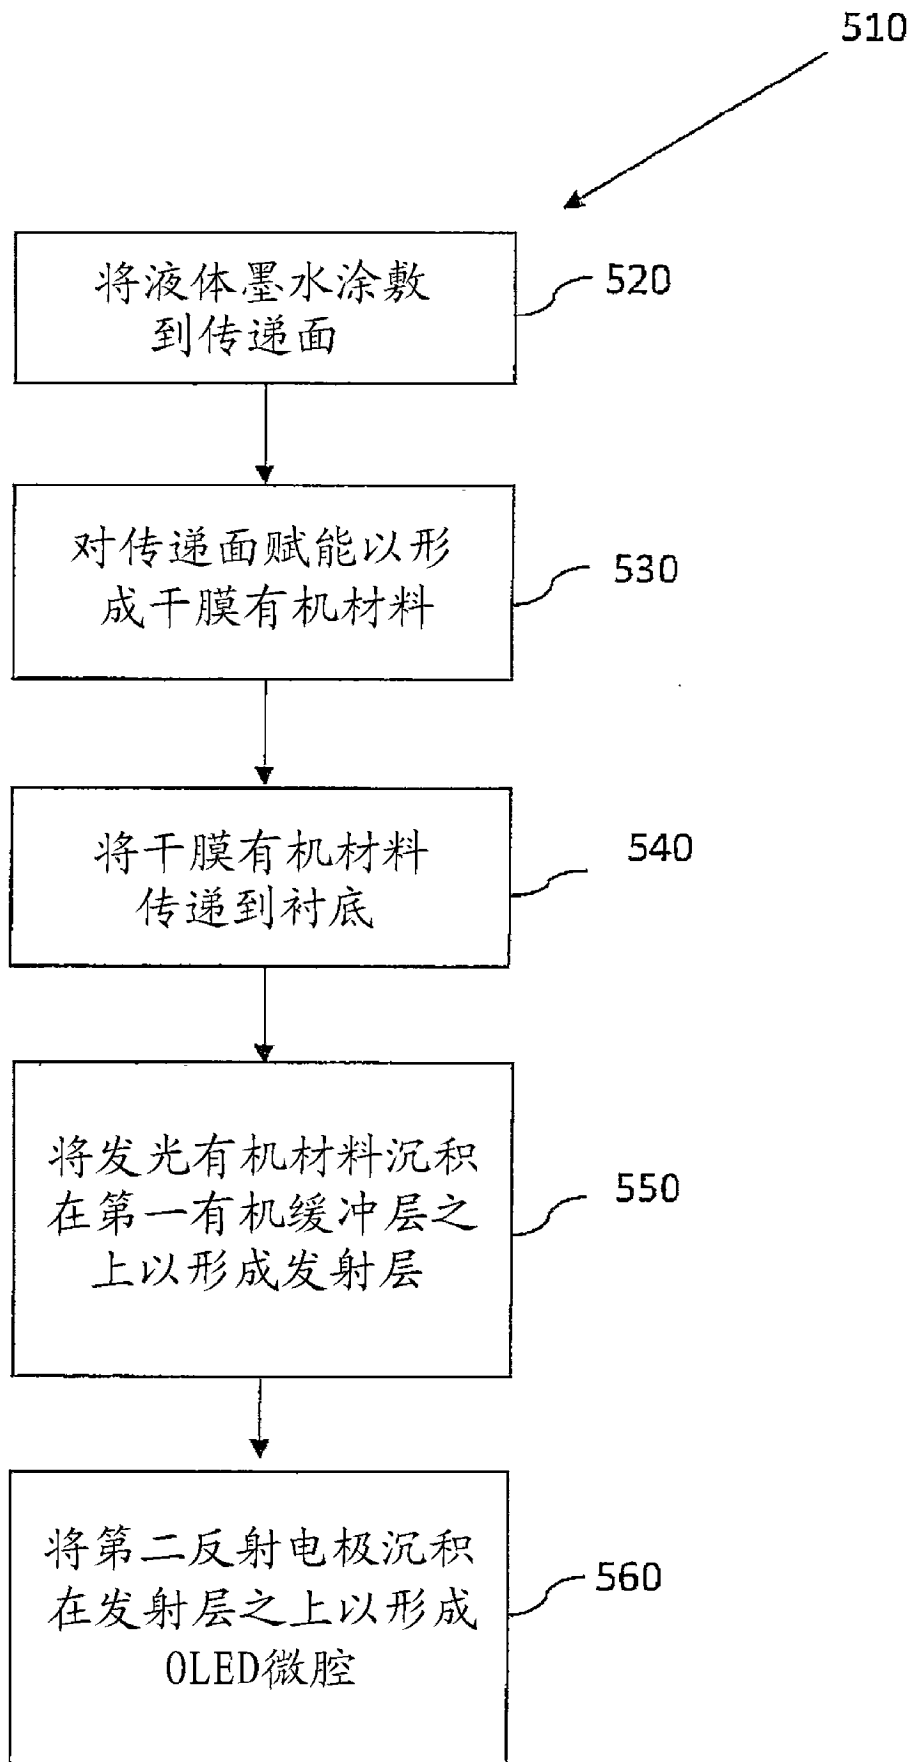 510
将液体墨水涂敷
到传递面
520
对传递面赋能以形
成干膜有机材料
530
将干膜有机材料
传递到衬底
540
将发光有机材料沉积
在第一有机缓冲层之
上以形成发射层
550
将第二反射电极沉积
在发射层之上以形成
OLED微腔
560